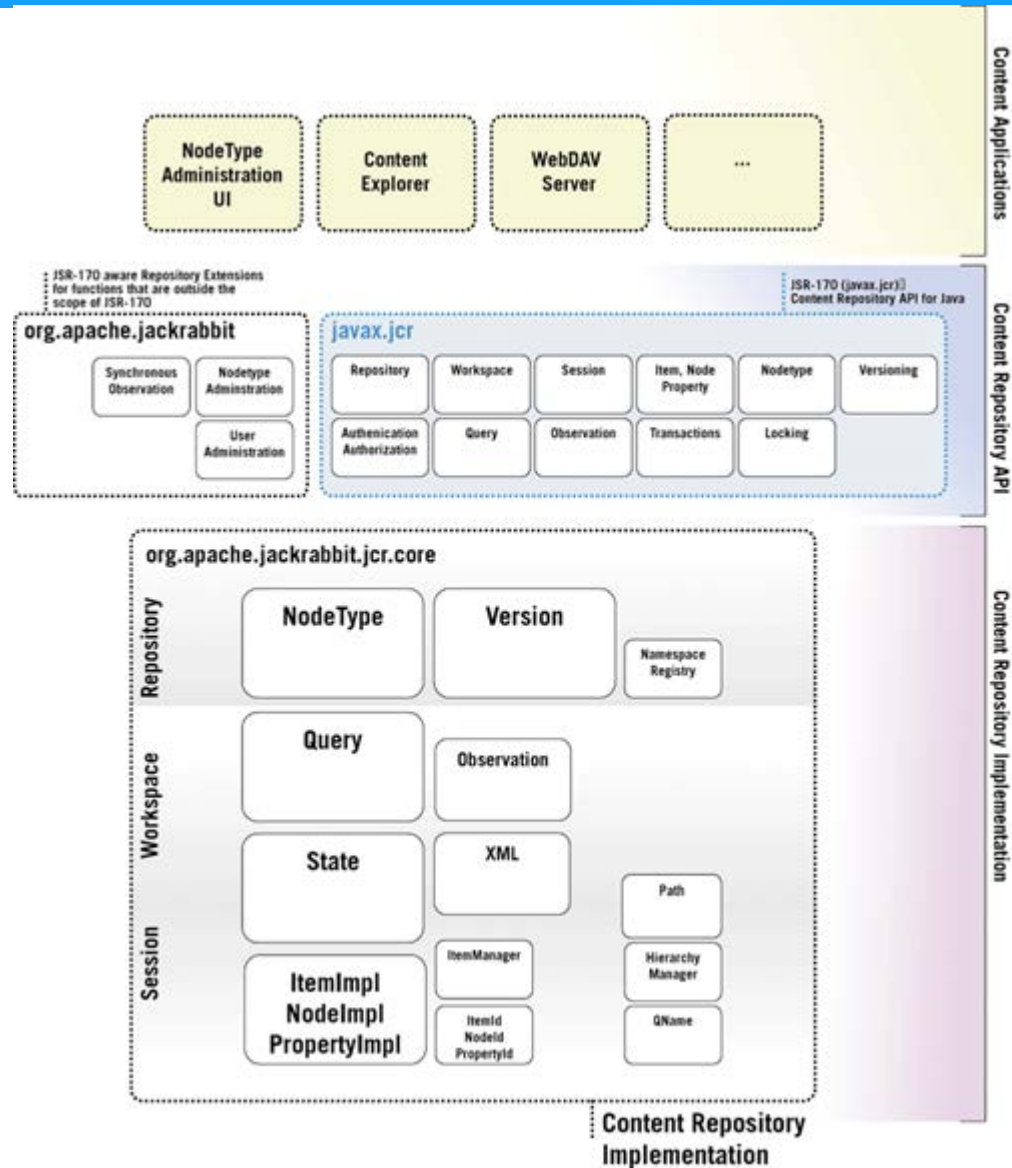 Content Applications
NodeType
Administration
UI
Content
Explorer
WebDAV
Server
...
JSR-170 aware Repository Extensions
for functions that are outside the
scope of JSR-170
JSR-170 (javax.jcr)
Content Repository API for Java
Content Repository API
org.apache.jackrabbit
Synchronous
Observation
Nodetype
Adminstration
User
Administration
javax.jcr
Repository
Workspace
Session
Item, Node
Property
Nodetype
Versioning
Authenication
Authorization
Query
Observation
Transactions
Locking
org.apache.jackrabbit.jcr.core
Content Repository Implementation
Repository
NodeType
Version
Namespace
Registry
Workspace
Query
Observation
State
XML
Path
Session
ItemImpl
NodeImpl
PropertyImpl
ItemManager
Hierarchy
Manager
ItemId
NodeId
PropertyId
QName
Content Repository
Implementation